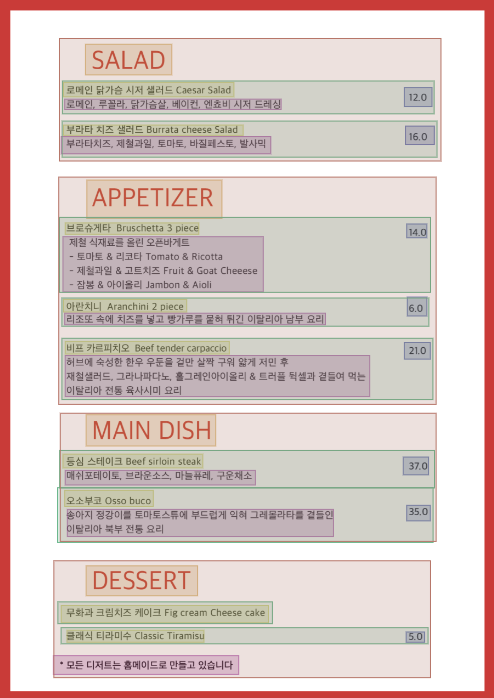 SALAD
로메인 닭가슴 시저 샐러드 Caesar Salad
12.0
로메인, 루꼴라, 닭가슴살, 베이컨, 엔쵸비 시저 드레싱
부라타 치즈 샐러드 Burrata cheese Salad
16.0
부라타치즈, 제철과일, 토마토, 바질페스토, 발사믹
APPETIZER
브로슈게타 Bruschetta 3 piece
14.0
제철 식재료를 올린 오픈바게트
- 토마토 & 리코타 Tomato & Ricotta
- 제철과일 & 고트치즈 Fruit & Goat Cheeese
- 잠봉 & 아이올리 Jambon & Aioli
아란치니 Aranchini 2 piece
6.0
리조또 속에 치즈를 넣고 빵가루를 묻혀 튀긴 이탈리아 남부 요리
비프 카르피치오 Beef tender carpaccio
21.0
허브에 숙성한 한우 우둔을 겉만 살짝 구워 얇게 저민 후
재철샐러드, 그라나파다노, 홀그레인아이올리 & 트러플 뒥셀과 곁들여 먹는
이탈리아 전통 육사시미 요리
MAIN DISH
등심 스테이크 Beef sirloin steak
37.0
매쉬포테이토, 브라운소스, 마늘퓨레, 구운채소
오소부코 Osso buco
35.0
송아지 정강이를 토마토스튜에 부드럽게 익혀 그레몰라타를 곁들인
이탈리아 북부 전통 요리
DESSERT
무화과 크림치즈 케이크 Fig cream Cheese cake
클래식 티라미수 Classic Tiramisu
5.0
* 모든 디저트는 홈메이드로 만들고 있습니다